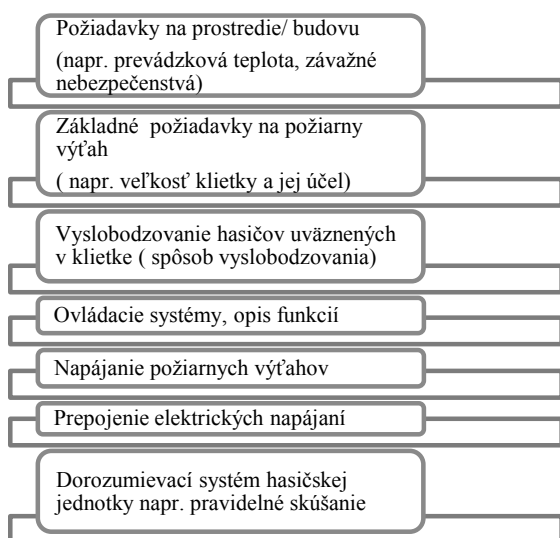 Požiadavky na prostredie/ budovu
(napr. prevádzková teplota, závažné
nebezpečenstvá)
Základné  požiadavky na požiarny
výťah
( napr. veľkosť klietky a jej účel)
Vyslobodzovanie hasičov uväznených
v klietke ( spôsob vyslobodzovania)
Ovládacie systémy, opis funkcií
Napájanie požiarnych výťahov
Prepojenie elektrických napájaní
Dorozumievací systém hasičskej
jednotky napr. pravidelné skúšanie